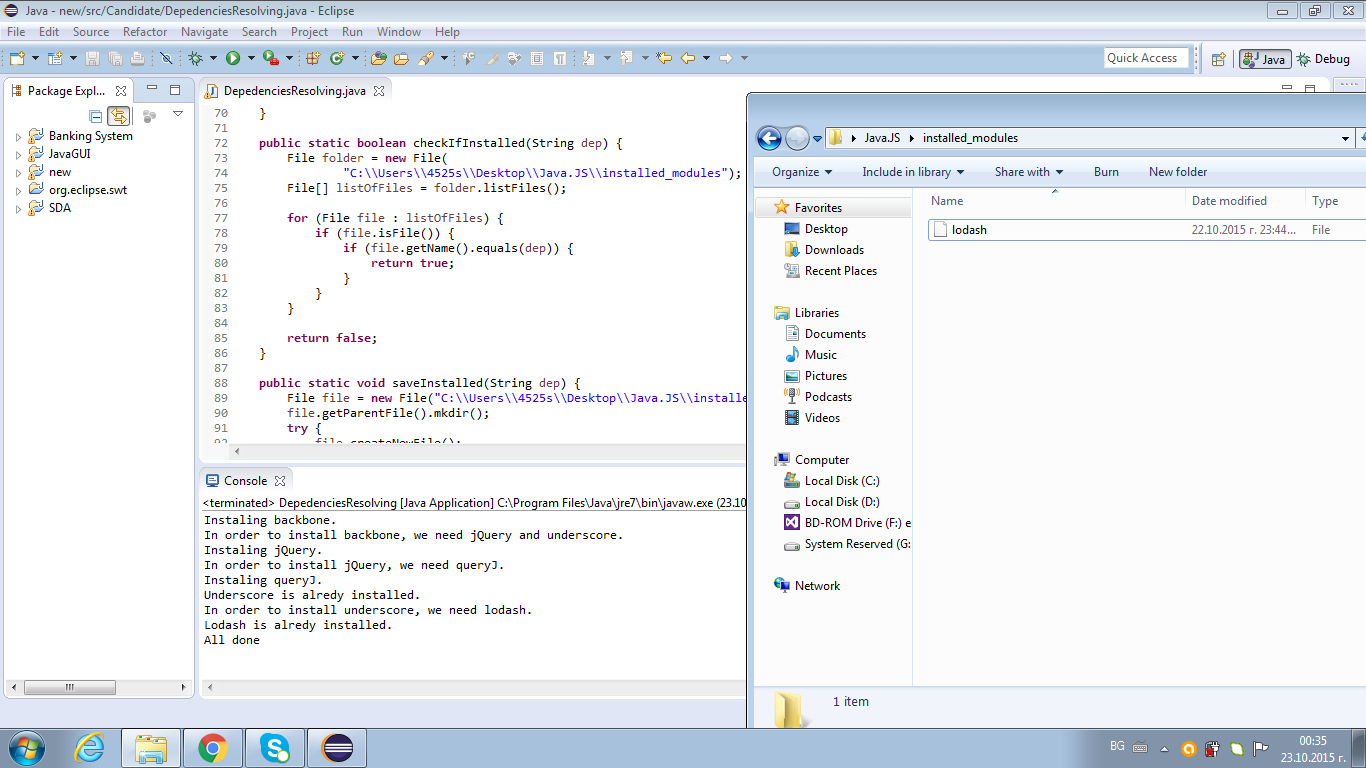 Java - new/src/Candidate/DepedenciesResolving.java - Eclipse
File Edit Source Refactor Navigate Search Project Run Window Help
Quick Access Java Debug
Package Expl...
Banking System
JavaGUI
new
org.eclipse.swt
SDA
DepedenciesResolving.java
70 }
71
72 public static boolean checkIfInstalled(String dep) {
73 File folder = new File(
74 "C:\\Users\\4525s\\Desktop\\Java.JS\\installed_modules");
75 File[] listOfFiles = folder.listFiles();
76
77 for (File file : listOfFiles) {
78 if (file.isFile()) {
79 if (file.getName().equals(dep)) {
80 return true;
81 }
82 }
83 }
84
85 return false;
86 }
87
88 public static void saveInstalled(String dep) {
89 File file = new File("C:\\Users\\4525s\\Desktop\\Java.JS\\installe
90 file.getParentFile().mkdir();
91 try {
92 file.createNewFile();
Console
<terminated> DepedenciesResolving [Java Application] C:\Program Files\Java\jre7\bin\javaw.exe (23.10
Instaling backbone.
In order to install backbone, we need jQuery and underscore.
Instaling jQuery.
In order to install jQuery, we need queryJ.
Instaling queryJ.
Underscore is alredy installed.
In order to install underscore, we need lodash.
Lodash is alredy installed.
All done
Java.JS installed_modules
Organize Include in library Share with Burn New folder
Favorites
Desktop
Downloads
Recent Places
Libraries
Documents
Music
Pictures
Podcasts
Videos
Computer
Local Disk (C:)
Local Disk (D:)
BD-ROM Drive (F:) e
System Reserved (G:
Network
Name Date modified Type
lodash 22.10.2015 г. 23:44... File
1 item
BG
00:35
23.10.2015 г.